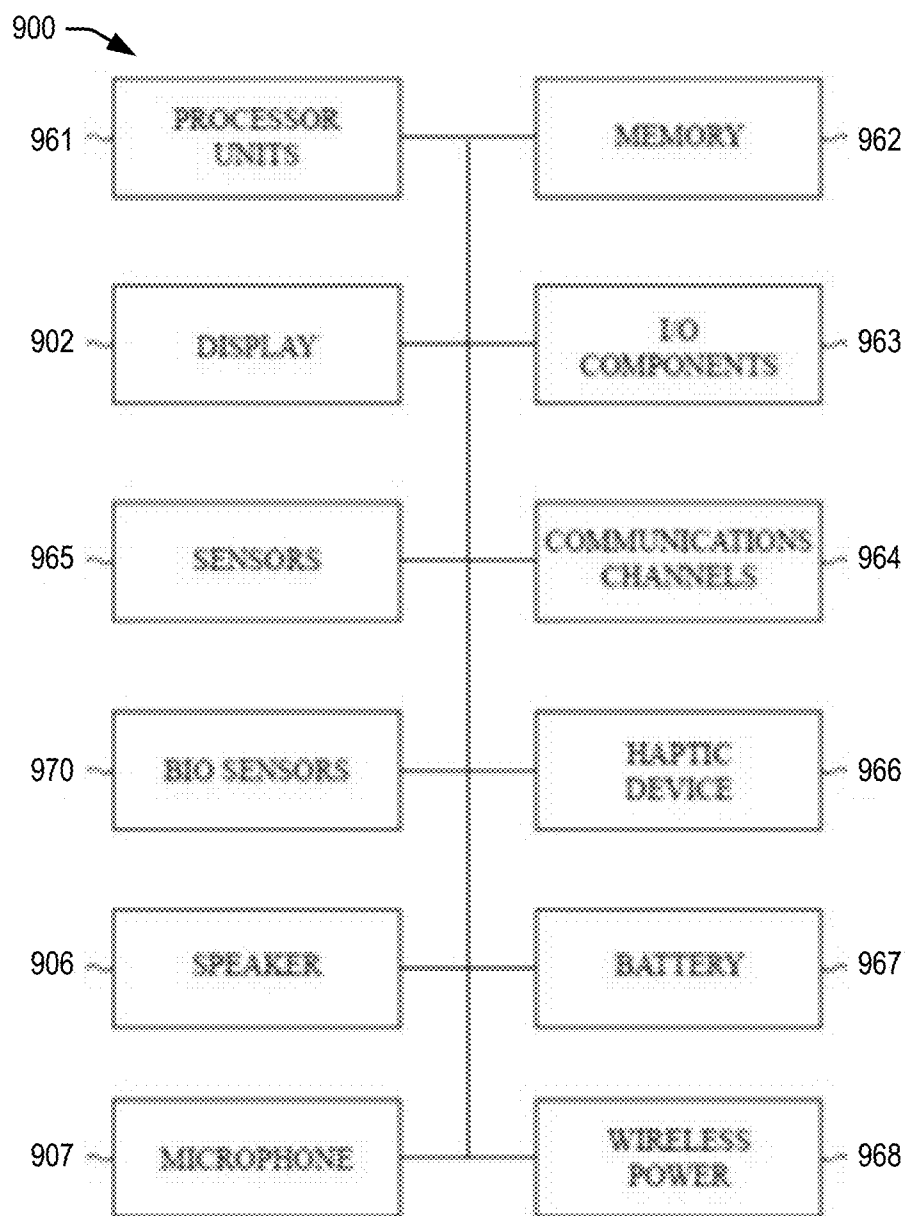 900
961
PROCESSOR
UNITS
MEMORY
962
902
DISPLAY
I/O
COMPONENTS
963
965
SENSORS
COMMUNICATIONS
CHANNELS
964
970
BIO SENSORS
HAPTIC
DEVICE
966
906
SPEAKER
BATTERY
967
907
MICROPHONE
WIRELESS
POWER
968